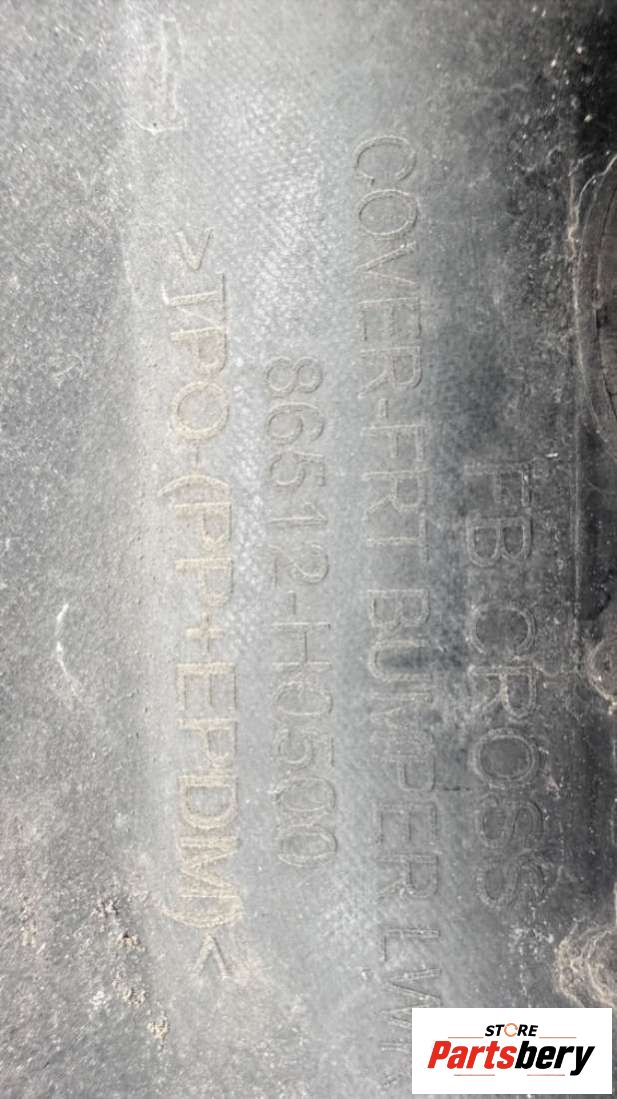 FB CROSS
COVER-FRT BUMPER LWR
86512-H0500
>TPO-(PP+EPDM)<
STORE
Partsbery